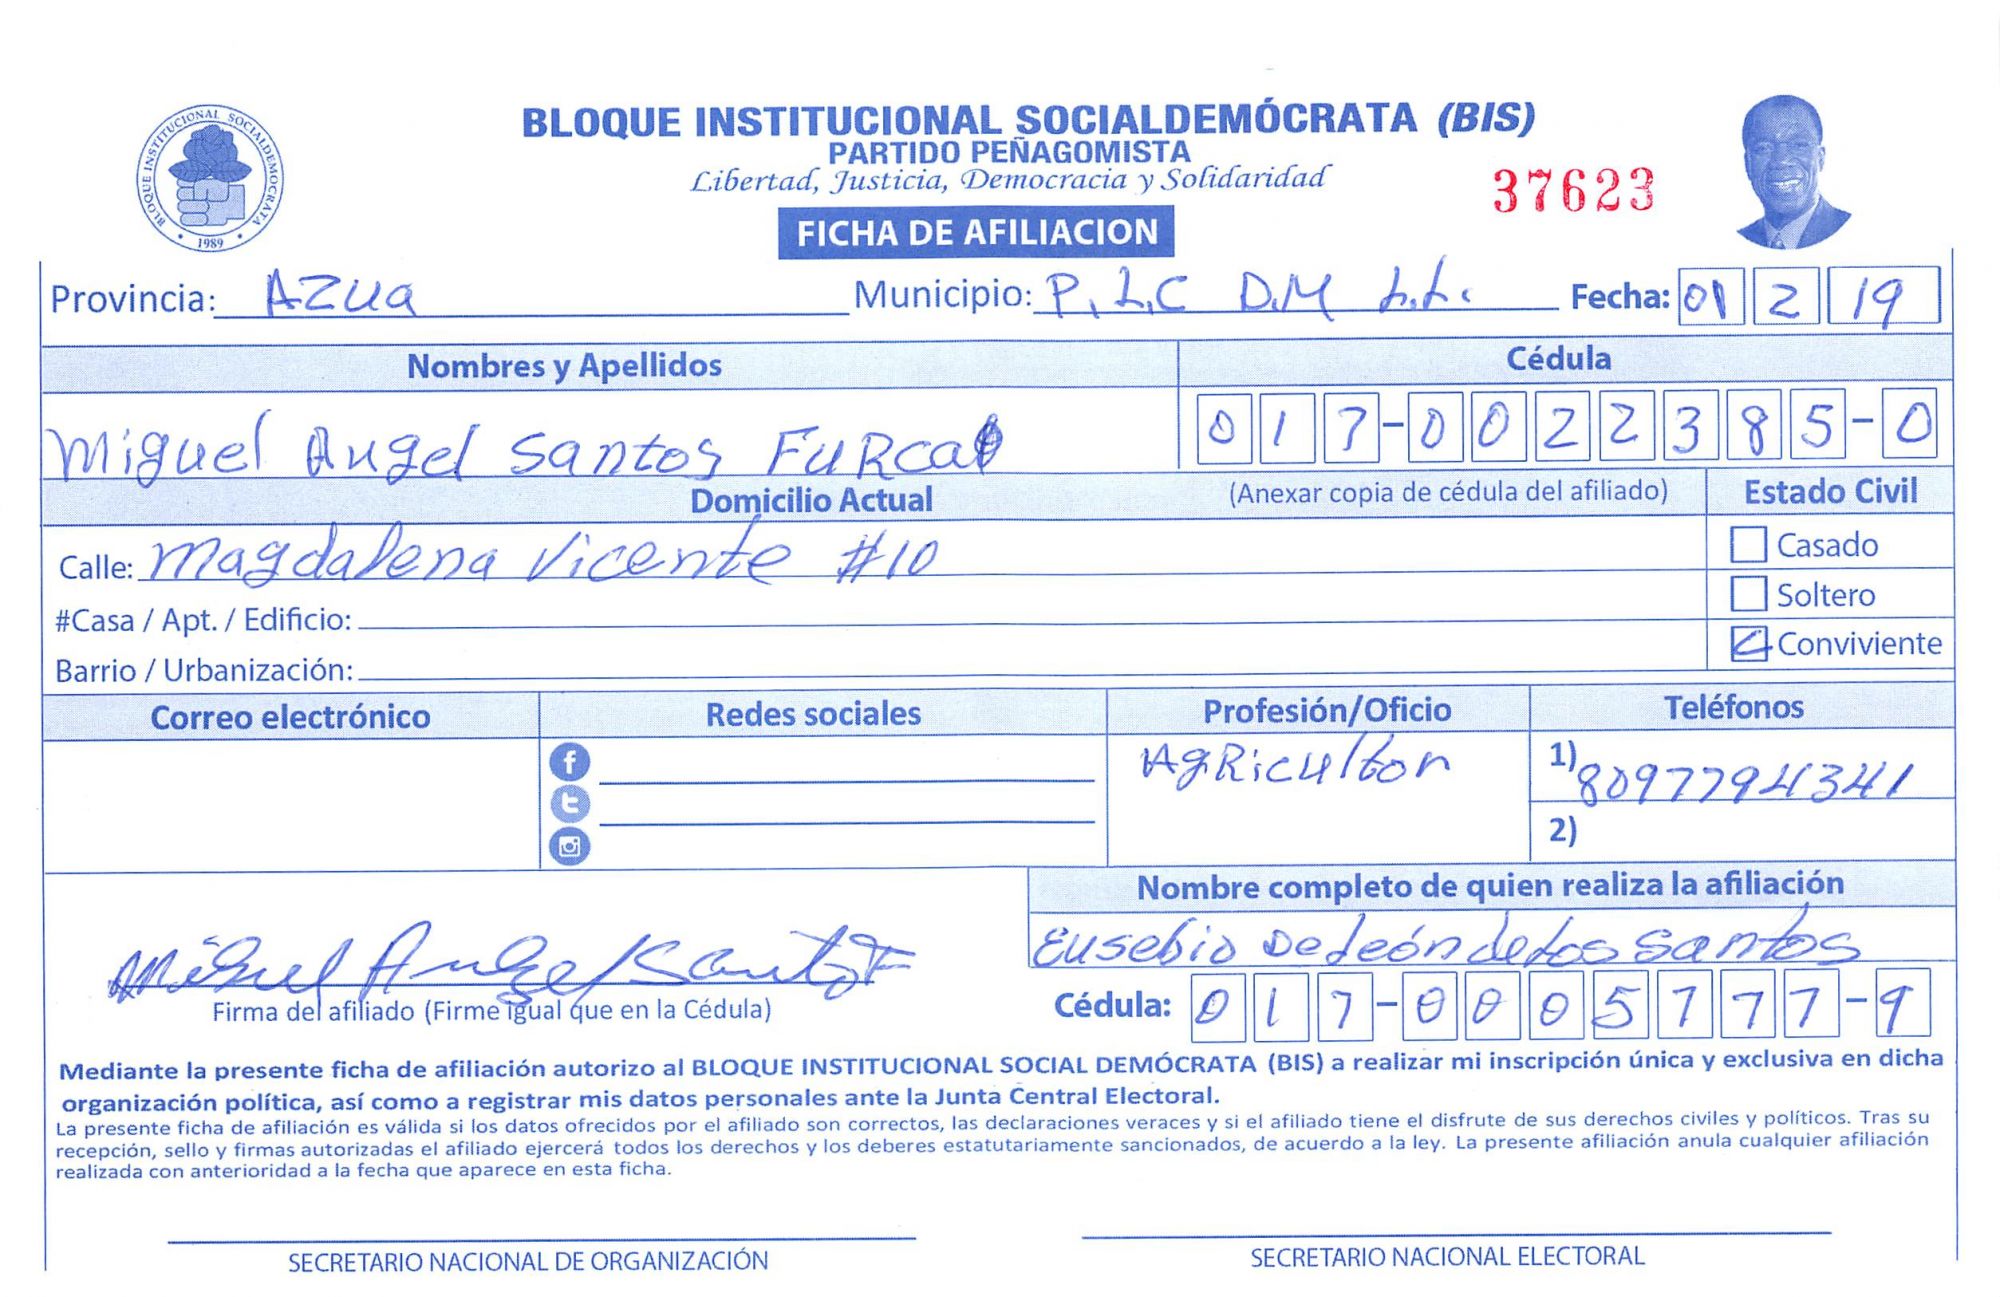 BLOQUE INSTITUCIONAL SOCIALDEMOCRATA
1989
BLOQUE INSTITUCIONAL SOCIALDEMÓCRATA (BIS)
PARTIDO PEÑAGOMISTA
Libertad, Justicia, Democracia y Solidaridad
37623
FICHA DE AFILIACION
Provincia: AZUA Municipio: P.L.C D.M L.L. Fecha: 01 2 19
Nombres y Apellidos Cédula
Miguel Angel Santos FuRcal 017-0022385-0
Domicilio Actual (Anexar copia de cédula del afiliado) Estado Civil
Calle: Magdalena Vicente #10 Casado
#Casa / Apt. / Edificio: Soltero
Barrio / Urbanización: Conviviente
Correo electrónico Redes sociales Profesión/Oficio Teléfonos
AgRicultor 1) 8097794341
2)
Nombre completo de quien realiza la afiliación
Eusebio De León de los Santos
Miguel Angel Santos F
Firma del afiliado (Firme igual que en la Cédula) Cédula: 017-0005777-9
Mediante la presente ficha de afiliación autorizo al BLOQUE INSTITUCIONAL SOCIAL DEMÓCRATA (BIS) a realizar mi inscripción única y exclusiva en dicha
organización política, así como a registrar mis datos personales ante la Junta Central Electoral.
La presente ficha de afiliación es válida si los datos ofrecidos por el afiliado son correctos, las declaraciones veraces y si el afiliado tiene el disfrute de sus derechos civiles y políticos. Tras su
recepción, sello y firmas autorizadas el afiliado ejercerá todos los derechos y los deberes estatutariamente sancionados, de acuerdo a la ley. La presente afiliación anula cualquier afiliación
realizada con anterioridad a la fecha que aparece en esta ficha.
SECRETARIO NACIONAL DE ORGANIZACIÓN SECRETARIO NACIONAL ELECTORAL